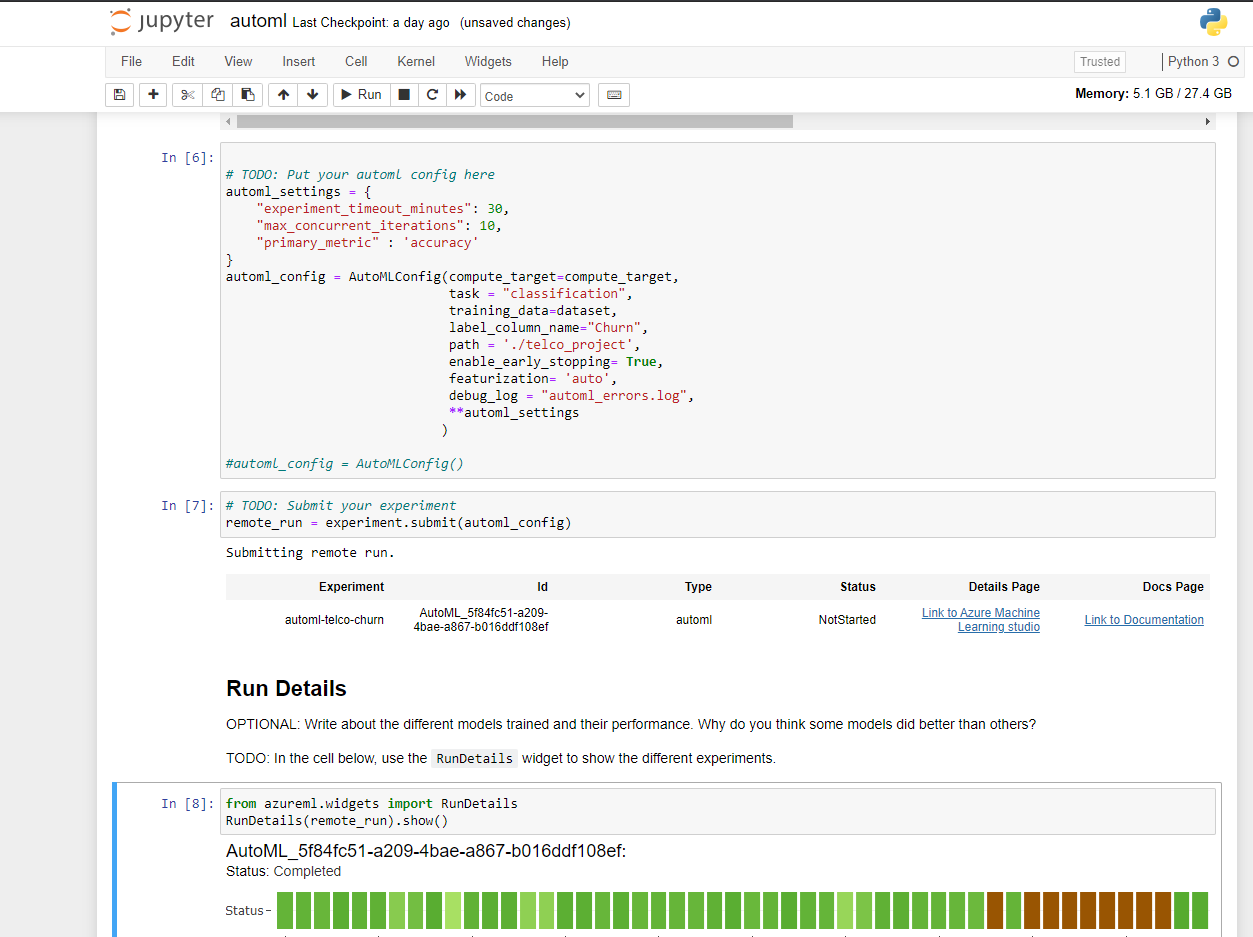 jupyter automl Last Checkpoint: a day ago (unsaved changes)
File Edit View Insert Cell Kernel Widgets Help Trusted Python 3
Run Code Memory: 5.1 GB / 27.4 GB
In [6]:
# TODO: Put your automl config here
automl_settings = {
    "experiment_timeout_minutes": 30,
    "max_concurrent_iterations": 10,
    "primary_metric" : 'accuracy'
}
automl_config = AutoMLConfig(compute_target=compute_target,
                             task = "classification",
                             training_data=dataset,
                             label_column_name="Churn",
                             path = './telco_project',
                             enable_early_stopping= True,
                             featurization= 'auto',
                             debug_log = "automl_errors.log",
                             **automl_settings
                            )
#automl_config = AutoMLConfig()
In [7]: # TODO: Submit your experiment
remote_run = experiment.submit(automl_config)
Submitting remote run.
Experiment Id Type Status Details Page Docs Page
automl-telco-churn AutoML_5f84fc51-a209-4bae-a867-b016ddf108ef automl NotStarted Link to Azure Machine Learning studio Link to Documentation
Run Details
OPTIONAL: Write about the different models trained and their performance. Why do you think some models did better than others?
TODO: In the cell below, use the RunDetails widget to show the different experiments.
In [8]: from azureml.widgets import RunDetails
RunDetails(remote_run).show()
AutoML_5f84fc51-a209-4bae-a867-b016ddf108ef:
Status: Completed
Status